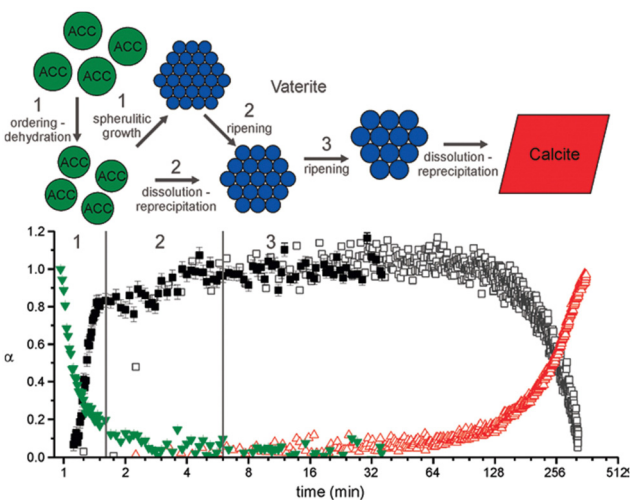 ACC
ACC
ACC
ACC
1
ordering -
dehydration
1
spherulitic
growth
Vaterite
2
ripening
ACC
ACC
ACC
ACC
2
dissolution -
reprecipitation
3
ripening
dissolution -
reprecipitation
Calcite
1
2
3
1.2
1.0
0.8
0.6
0.4
0.2
0.0
α
1
2
4
8
16
32
64
128
256
512
time (min)